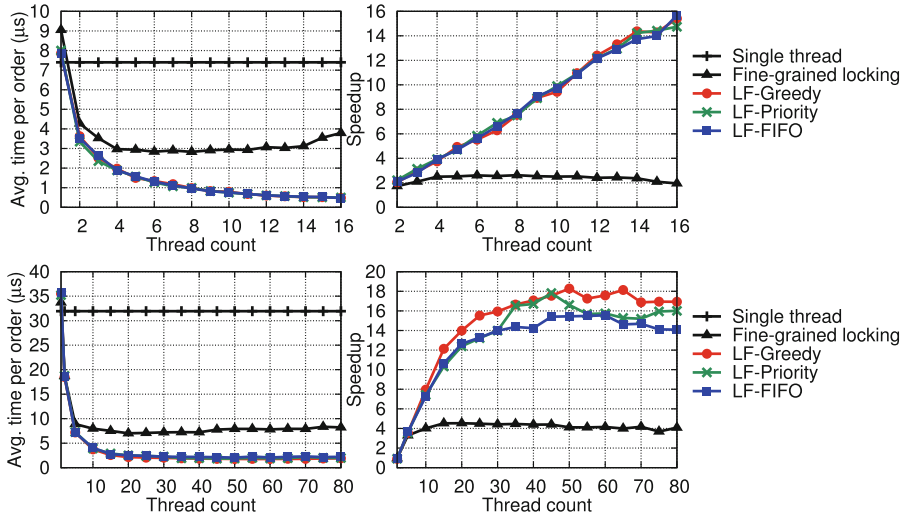 Avg. time per order (μs)
10
9
8
7
6
5
4
3
2
1
0
2 4 6 8 10 12 14 16
Thread count
Speedup
16
14
12
10
8
6
4
2
0
2 4 6 8 10 12 14 16
Thread count
Single thread
Fine-grained locking
LF-Greedy
LF-Priority
LF-FIFO
Avg. time per order (μs)
40
35
30
25
20
15
10
5
0
10 20 30 40 50 60 70 80
Thread count
Speedup
20
18
16
14
12
10
8
6
4
2
0
10 20 30 40 50 60 70 80
Thread count
Single thread
Fine-grained locking
LF-Greedy
LF-Priority
LF-FIFO